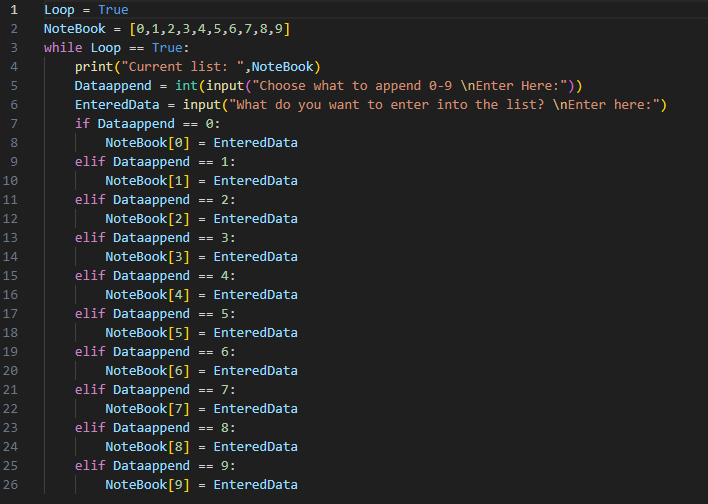 1 Loop = True
2 NoteBook = [0,1,2,3,4,5,6,7,8,9]
3 while Loop == True:
4     print("Current list: ",NoteBook)
5     Dataappend = int(input("Choose what to append 0-9 \nEnter Here:"))
6     EnteredData = input("What do you want to enter into the list? \nEnter here:")
7     if Dataappend == 0:
8         NoteBook[0] = EnteredData
9     elif Dataappend == 1:
10         NoteBook[1] = EnteredData
11     elif Dataappend == 2:
12         NoteBook[2] = EnteredData
13     elif Dataappend == 3:
14         NoteBook[3] = EnteredData
15     elif Dataappend == 4:
16         NoteBook[4] = EnteredData
17     elif Dataappend == 5:
18         NoteBook[5] = EnteredData
19     elif Dataappend == 6:
20         NoteBook[6] = EnteredData
21     elif Dataappend == 7:
22         NoteBook[7] = EnteredData
23     elif Dataappend == 8:
24         NoteBook[8] = EnteredData
25     elif Dataappend == 9:
26         NoteBook[9] = EnteredData